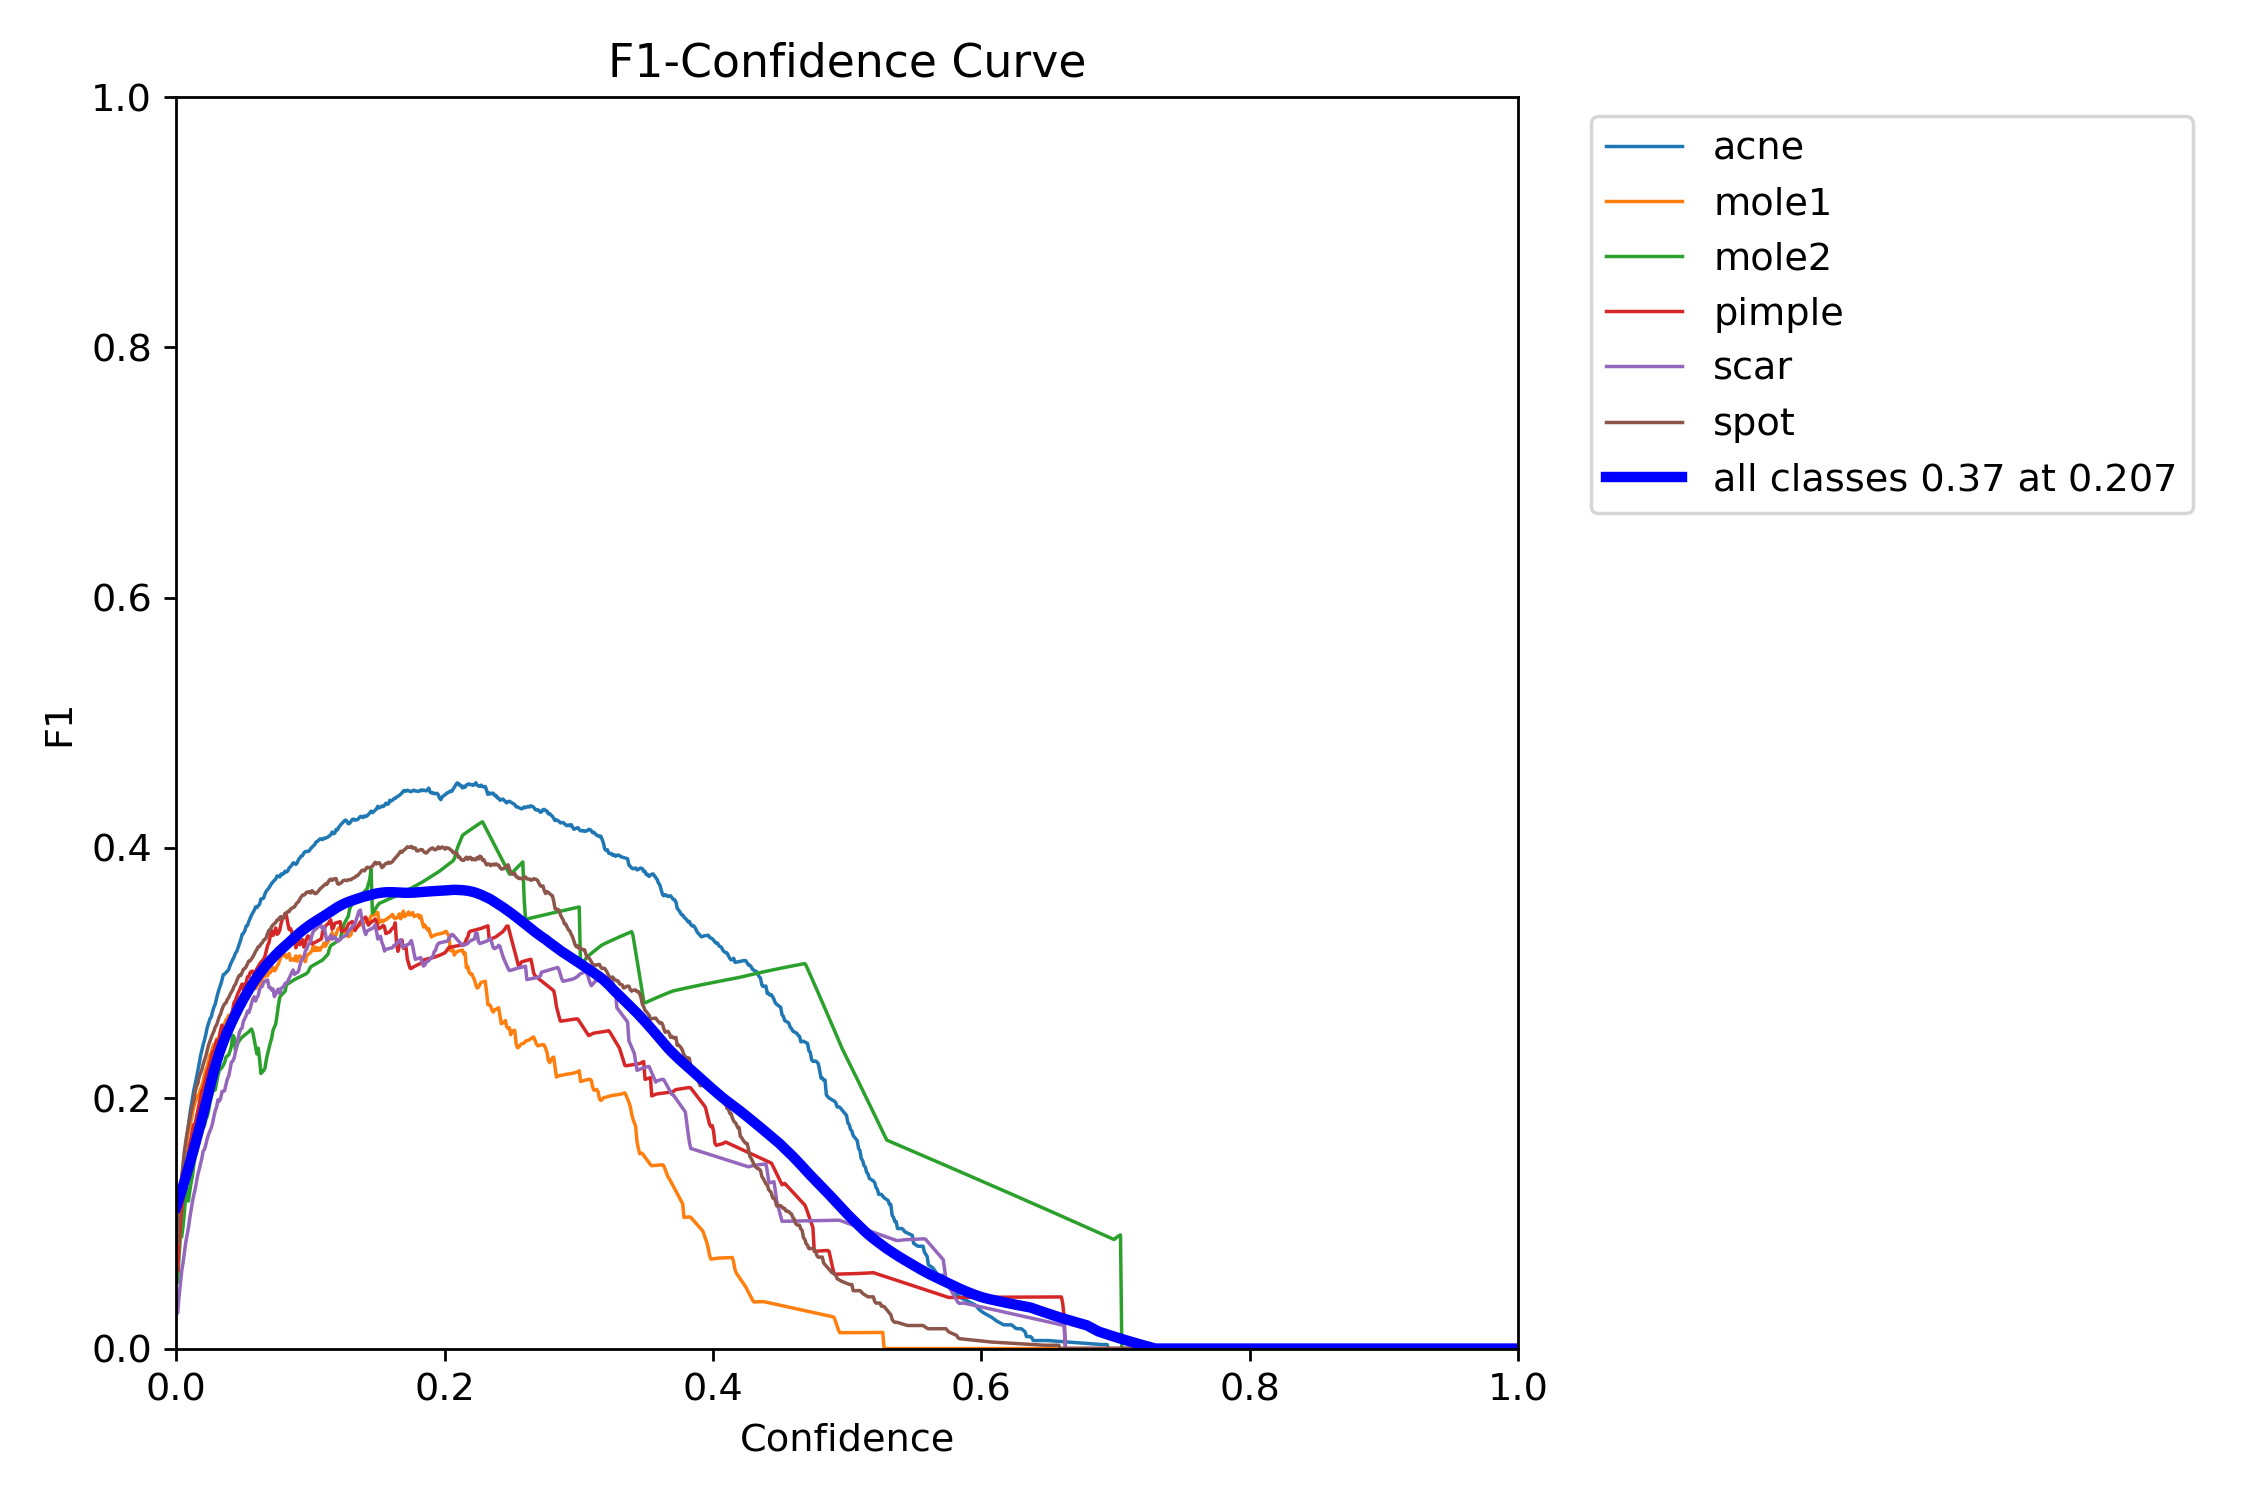 F1-Confidence Curve
1.0
0.8
0.6
0.4
0.2
0.0
F1
0.0 0.2 0.4 0.6 0.8 1.0
Confidence
acne
mole1
mole2
pimple
scar
spot
all classes 0.37 at 0.207